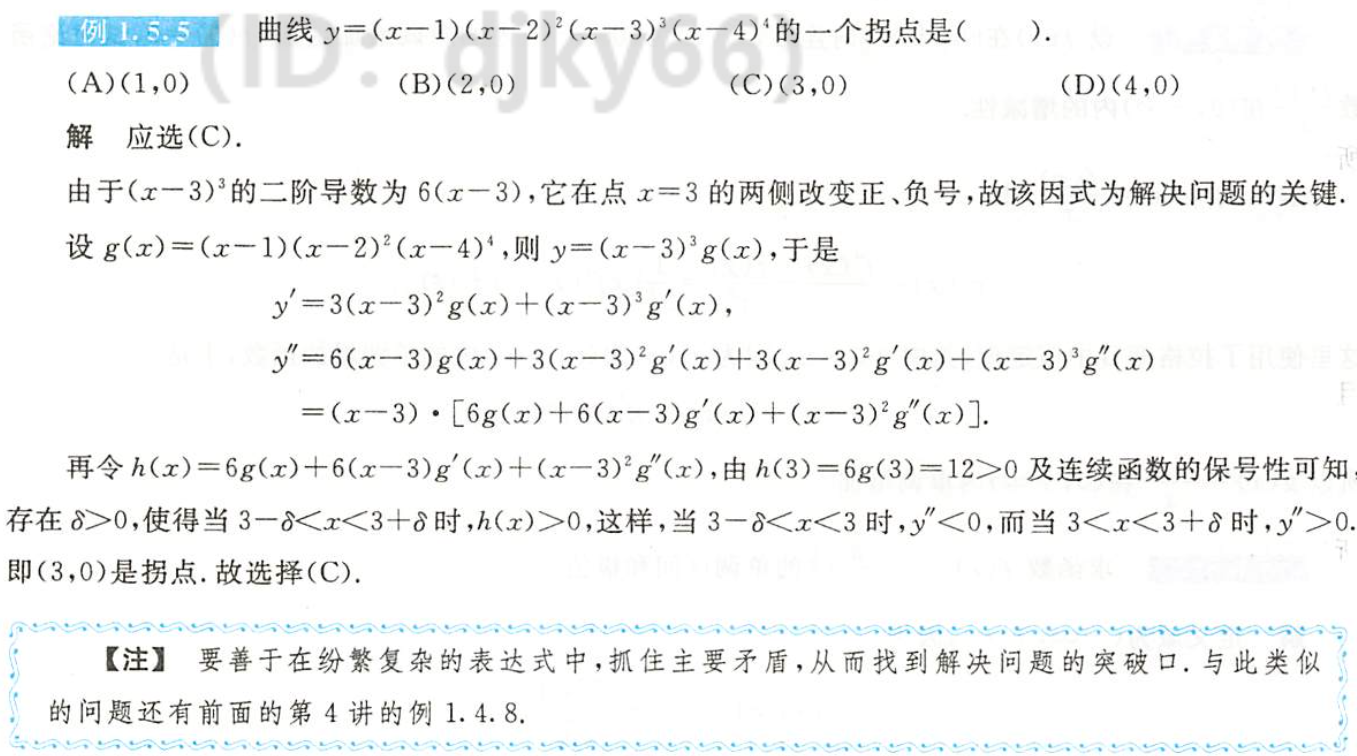 例 1.5.5 曲线 y=(x-1)(x-2)²(x-3)³(x-4)⁴的一个拐点是( ).
(A)(1,0) (B)(2,0) (C)(3,0) (D)(4,0)
解 应选(C).
由于(x-3)³的二阶导数为 6(x-3),它在点 x=3 的两侧改变正、负号,故该因式为解决问题的关键.
设 g(x)=(x-1)(x-2)²(x-4)⁴,则 y=(x-3)³g(x),于是
y′=3(x-3)²g(x)+(x-3)³g′(x),
y″=6(x-3)g(x)+3(x-3)²g′(x)+3(x-3)²g′(x)+(x-3)³g″(x)
=(x-3)·[6g(x)+6(x-3)g′(x)+(x-3)²g″(x)].
再令 h(x)=6g(x)+6(x-3)g′(x)+(x-3)²g″(x),由 h(3)=6g(3)=12>0 及连续函数的保号性可知,
存在 δ>0,使得当 3-δ<x<3+δ 时,h(x)>0,这样,当 3-δ<x<3 时,y″<0,而当 3<x<3+δ 时,y″>0.
即(3,0)是拐点.故选择(C).
【注】 要善于在纷繁复杂的表达式中,抓住主要矛盾,从而找到解决问题的突破口.与此类似
的问题还有前面的第 4 讲的例 1.4.8.
(ID: djky66)